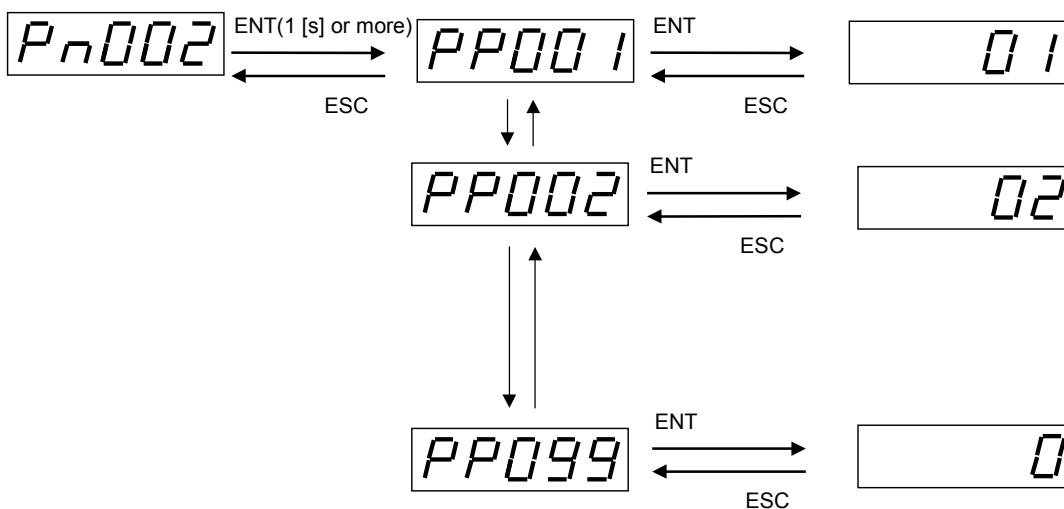 Pn002 ENT(1 [s] or more) PP001 ENT 01
ESC ESC
PP002 ENT 02
ESC
PP099 ENT 0
ESC